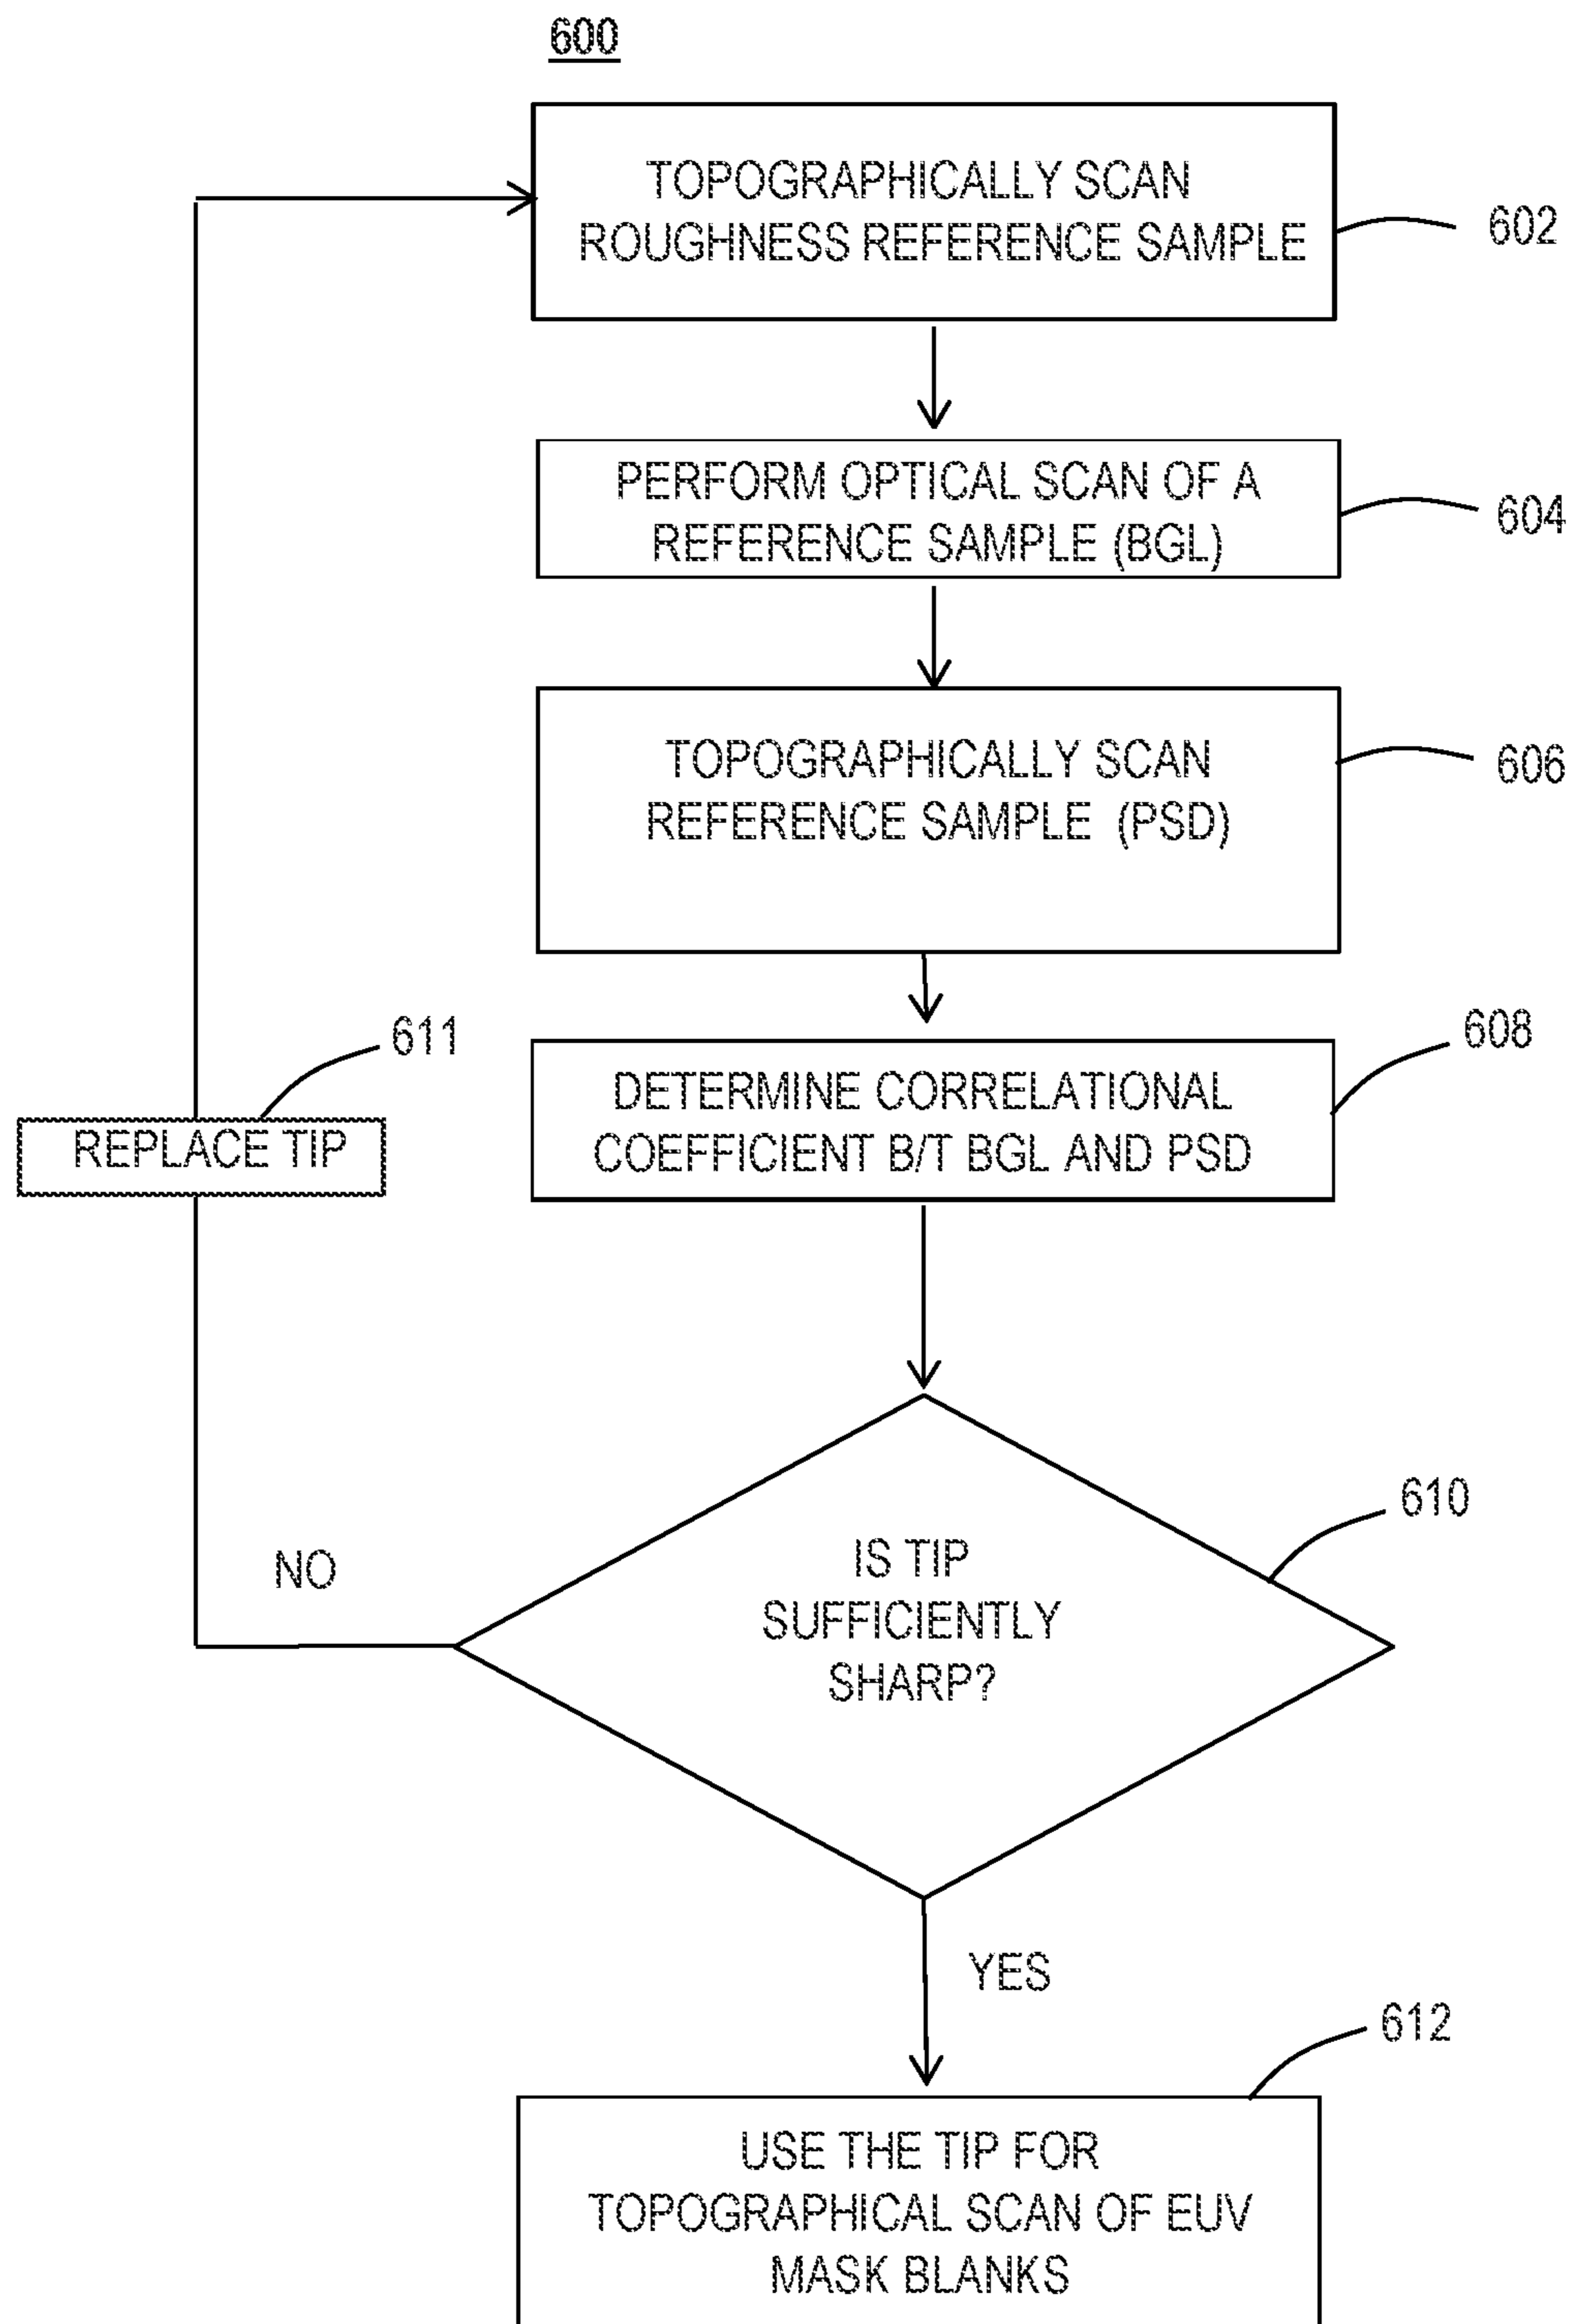 600
TOPOGRAPHICALLY SCAN
ROUGHNESS REFERENCE SAMPLE
602
PERFORM OPTICAL SCAN OF A
REFERENCE SAMPLE (BGL)
604
TOPOGRAPHICALLY SCAN
REFERENCE SAMPLE (PSD)
606
611
REPLACE TIP
608
DETERMINE CORRELATIONAL
COEFFICIENT B/T BGL AND PSD
610
IS TIP
SUFFICIENTLY
SHARP?
NO
YES
612
USE THE TIP FOR
TOPOGRAPHICAL SCAN OF EUV
MASK BLANKS